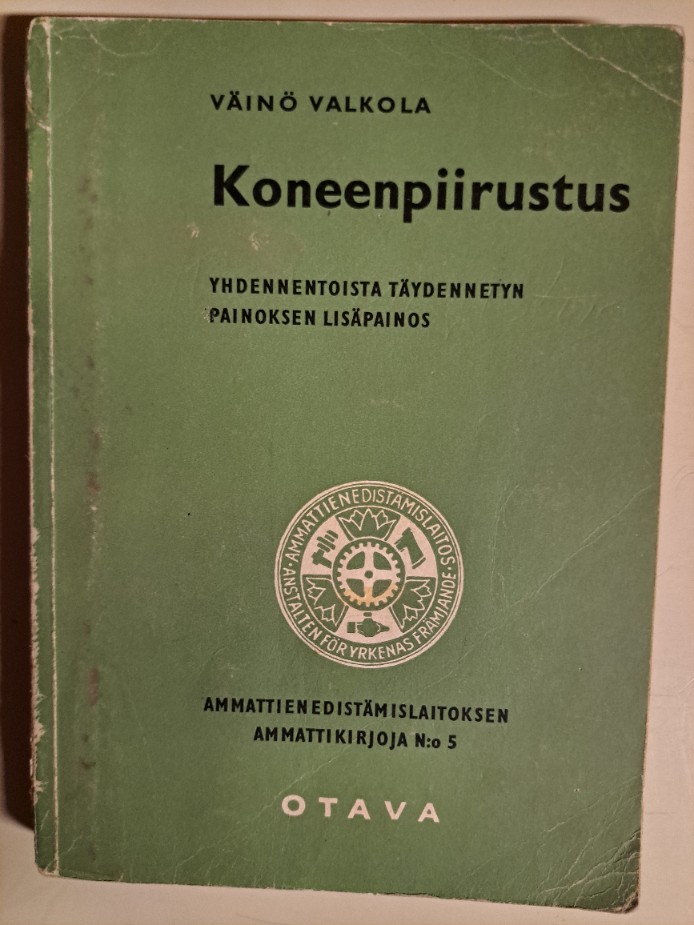 VÄINÖ VALKOLA
Koneenpiirustus
YHDENNENTOISTA TÄYDENNETYN
PAINOKSEN LISÄPAINOS
· AMMATTIENEDISTÄMISLAITOS ·
ANSTALTEN FÖR YRKENAS FRÄMJANDE
AMMATTIENEDISTÄMISLAITOKSEN
AMMATTIKIRJOJA N:o 5
OTAVA